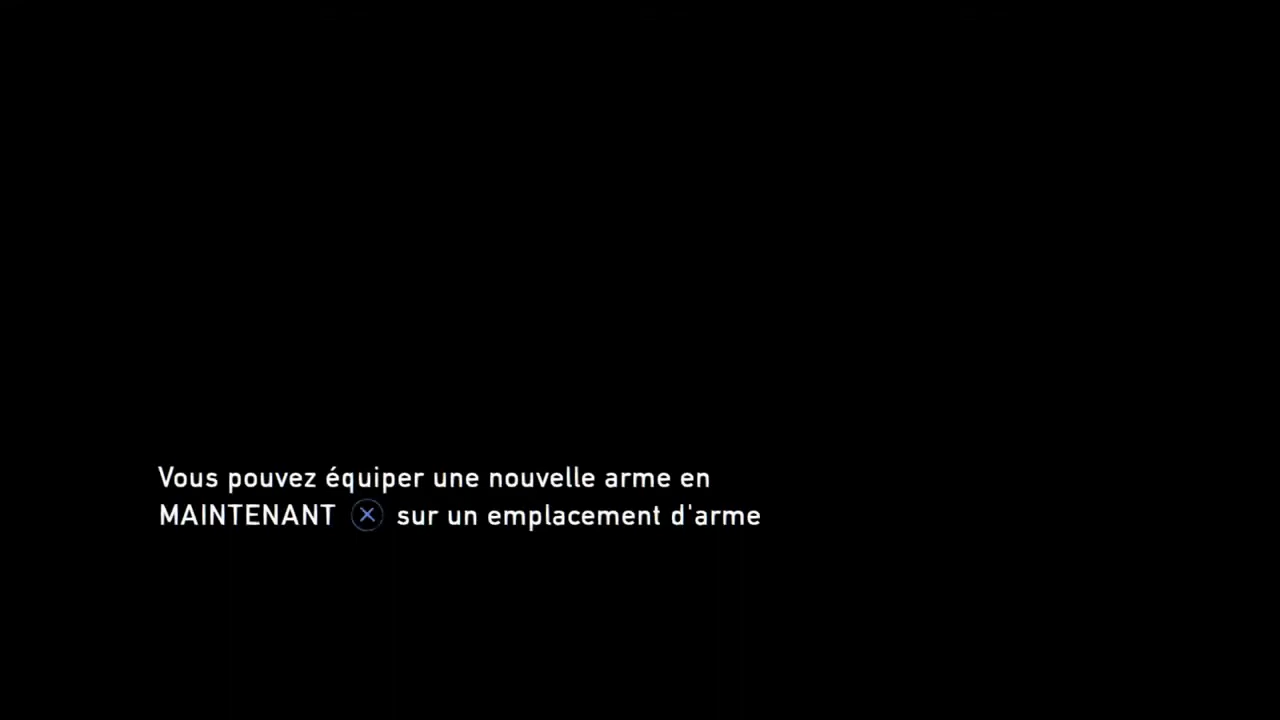 Vous pouvez équiper une nouvelle arme en
MAINTENANT ⓧ sur un emplacement d'arme